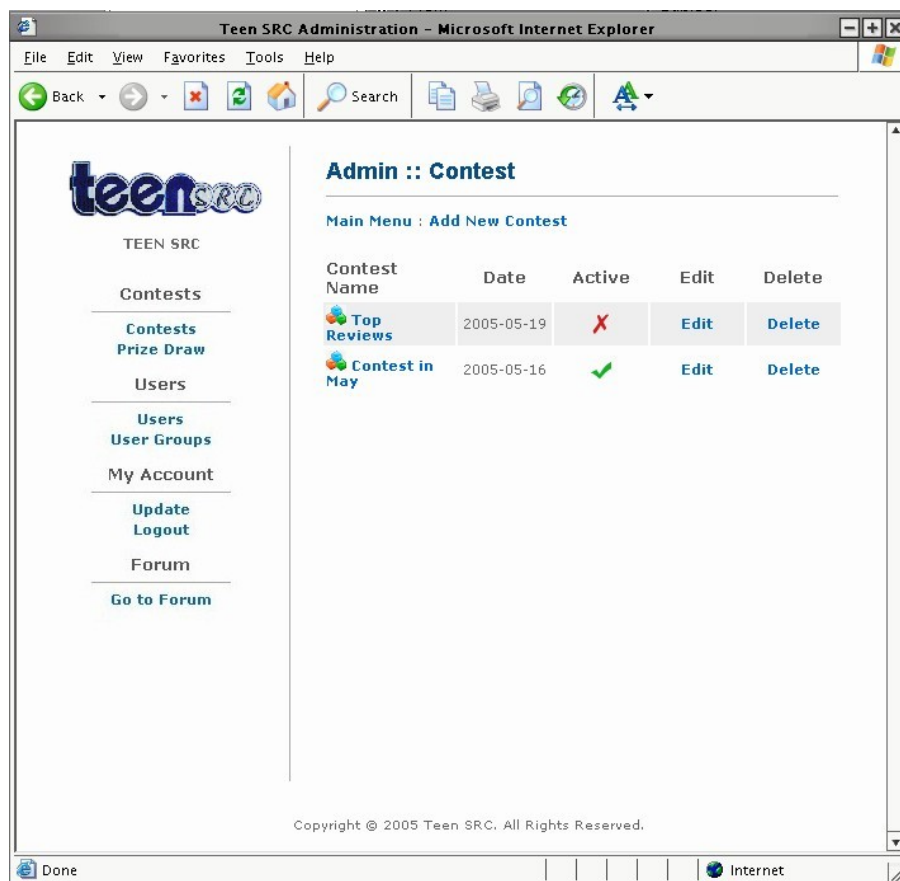 Teen SRC Administration - Microsoft Internet Explorer
File Edit View Favorites Tools Help
Back Search
teen SRC
TEEN SRC
Contests
Contests
Prize Draw
Users
Users
User Groups
My Account
Update
Logout
Forum
Go to Forum
Admin :: Contest
Main Menu : Add New Contest
Contest Name Date Active Edit Delete
Top Reviews 2005-05-19 Edit Delete
Contest in May 2005-05-16 Edit Delete
Copyright © 2005 Teen SRC. All Rights Reserved.
Done Internet